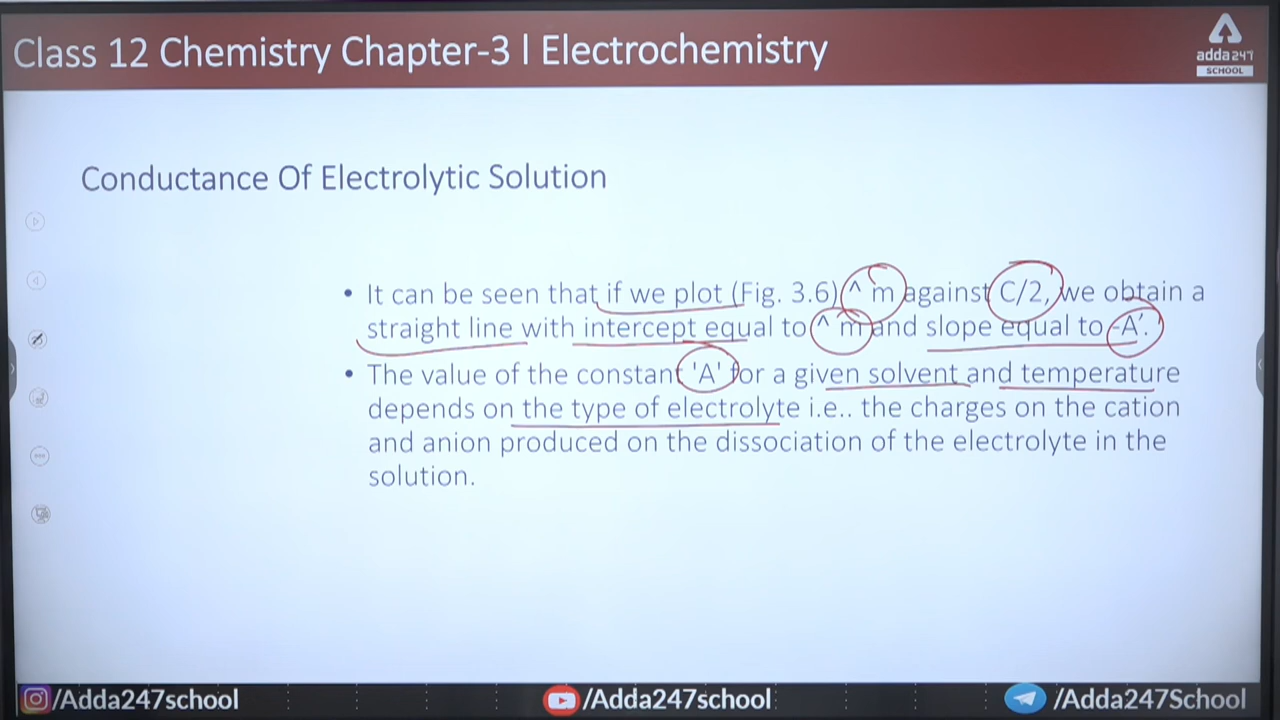 Class 12 Chemistry Chapter-3 l Electrochemistry
adda247
SCHOOL
Conductance Of Electrolytic Solution
• It can be seen that if we plot (Fig. 3.6) ^ m against C/2, we obtain a
straight line with intercept equal to ^ m and slope equal to -A’.
• The value of the constant 'A' for a given solvent and temperature
depends on the type of electrolyte i.e.. the charges on the cation
and anion produced on the dissociation of the electrolyte in the
solution.
/Adda247school
/Adda247school
/Adda247School